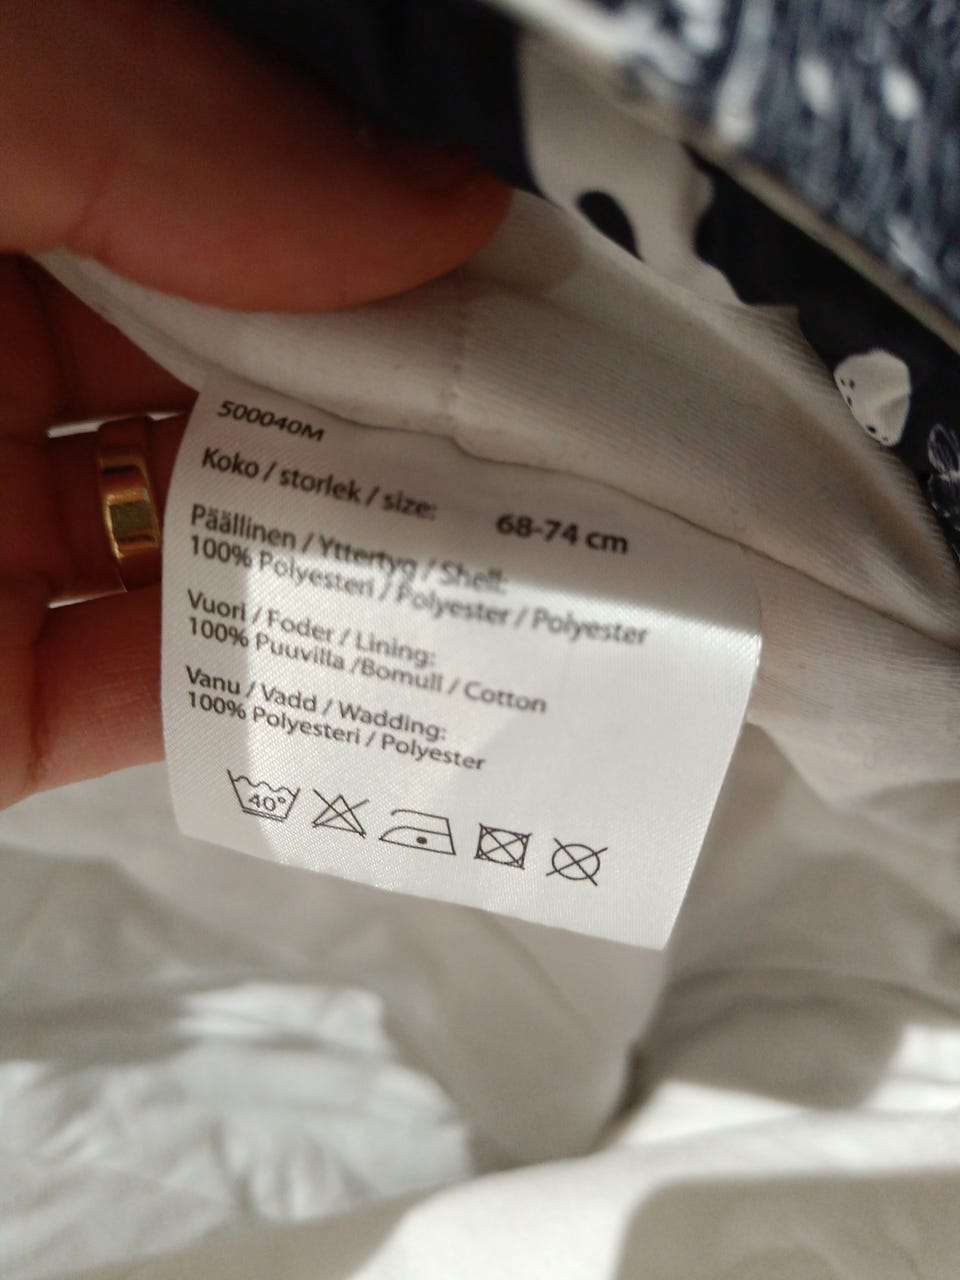 500040M
Koko / storlek / size: 68-74 cm
Päällinen / Yttertyg / Shell:
100% Polyesteri / Polyester / Polyester
Vuori / Foder / Lining:
100% Puuvilla /Bomull / Cotton
Vanu / Vadd / Wadding:
100% Polyesteri / Polyester
40°